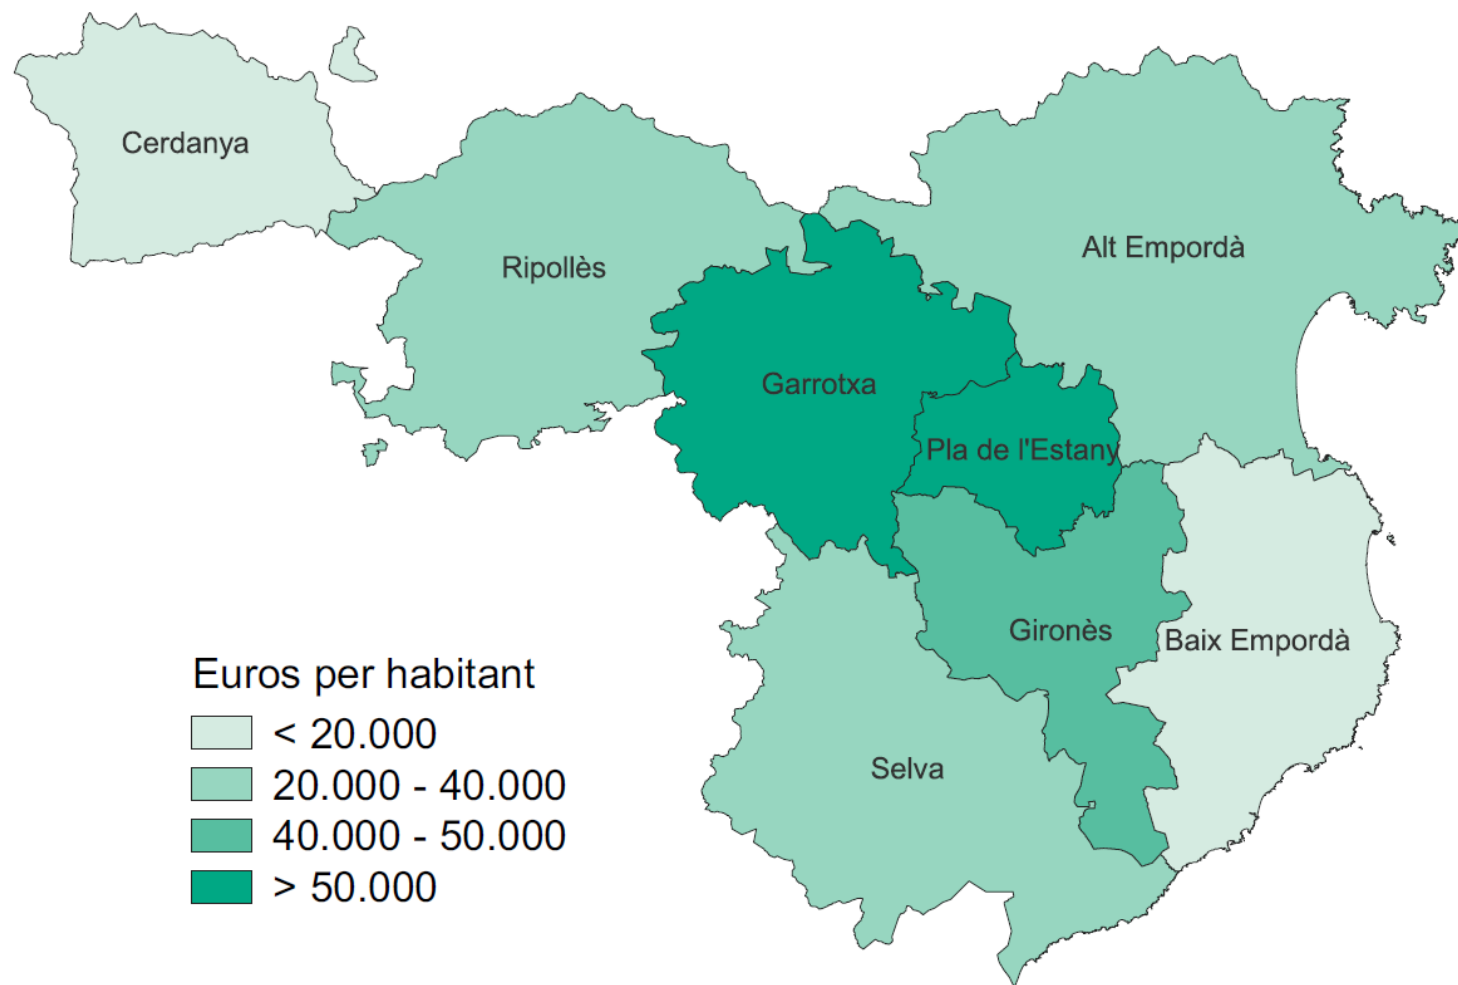 Cerdanya
Ripollès
Alt Empordà
Garrotxa
Pla de l'Estany
Gironès
Baix Empordà
Selva
Euros per habitant
< 20.000
20.000 - 40.000
40.000 - 50.000
> 50.000